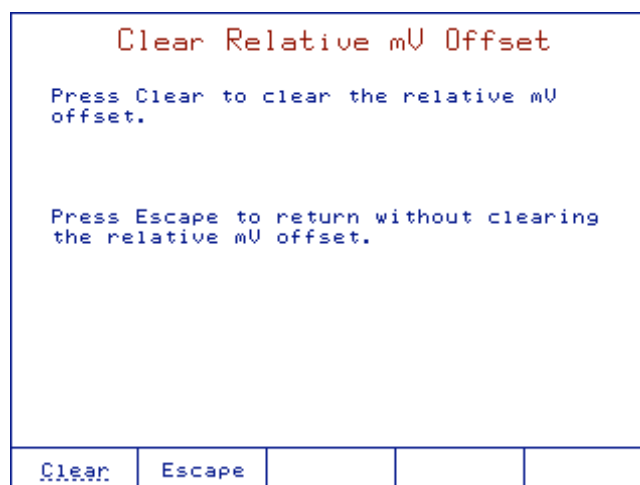 Clear Relative mV Offset
Press Clear to clear the relative mV
offset.
Press Escape to return without clearing
the relative mV offset.
Clear Escape